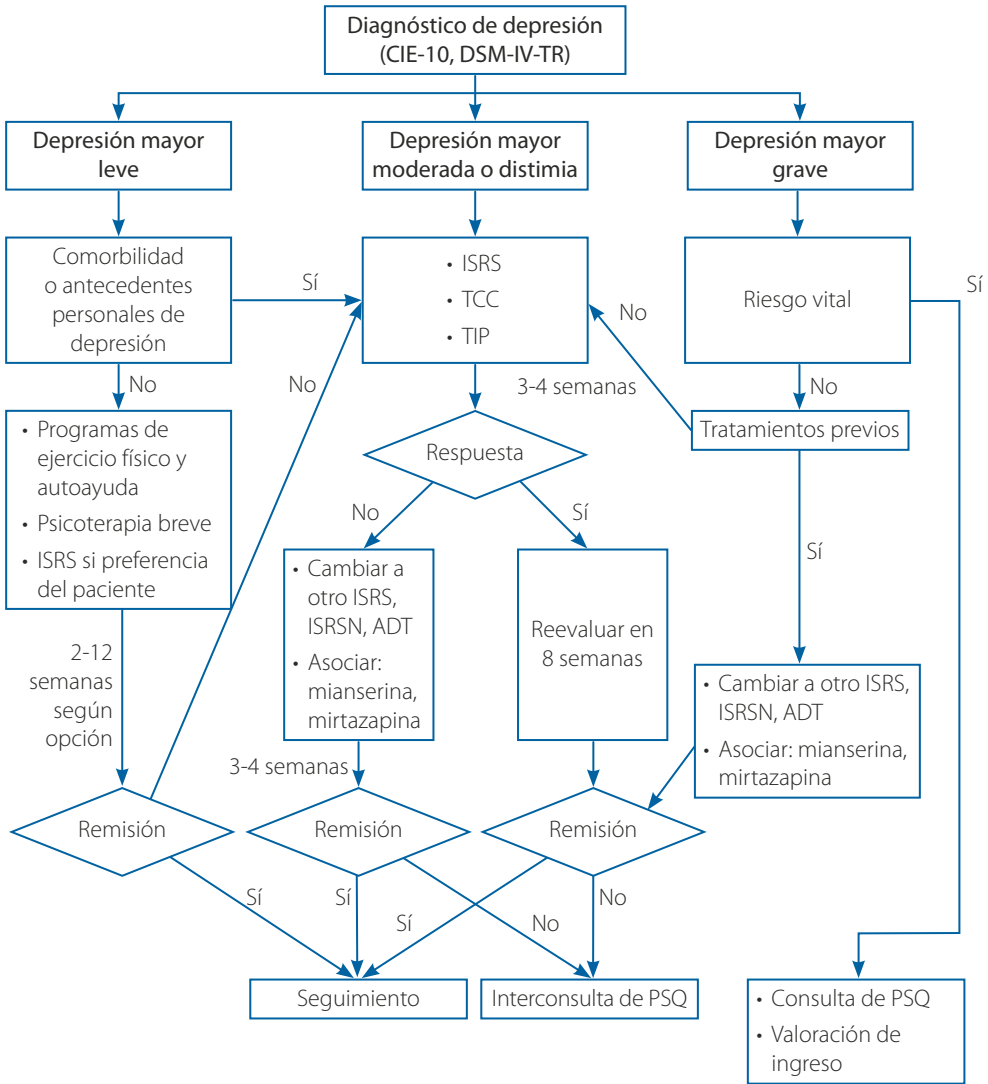 Diagnóstico de depresión
(CIE-10, DSM-IV-TR)
Depresión mayor
leve
Depresión mayor
moderada o distimia
Depresión mayor
grave
Comorbilidad
o antecedentes
personales de
depresión
Sí
• ISRS
• TCC
• TIP
No
Riesgo vital
Sí
No
No
3-4 semanas
No
• Programas de
ejercicio físico y
autoayuda
• Psicoterapia breve
• ISRS si preferencia
del paciente
Respuesta
Tratamientos previos
No
Sí
Sí
• Cambiar a
otro ISRS,
ISRSN, ADT
• Asociar:
mianserina,
mirtazapina
Reevaluar en
8 semanas
2-12
semanas
según
opción
• Cambiar a otro ISRS,
ISRSN, ADT
• Asociar: mianserina,
mirtazapina
3-4 semanas
Remisión
Remisión
Remisión
Sí
Sí
Sí
No
No
Seguimiento
Interconsulta de PSQ
• Consulta de PSQ
• Valoración de
ingreso